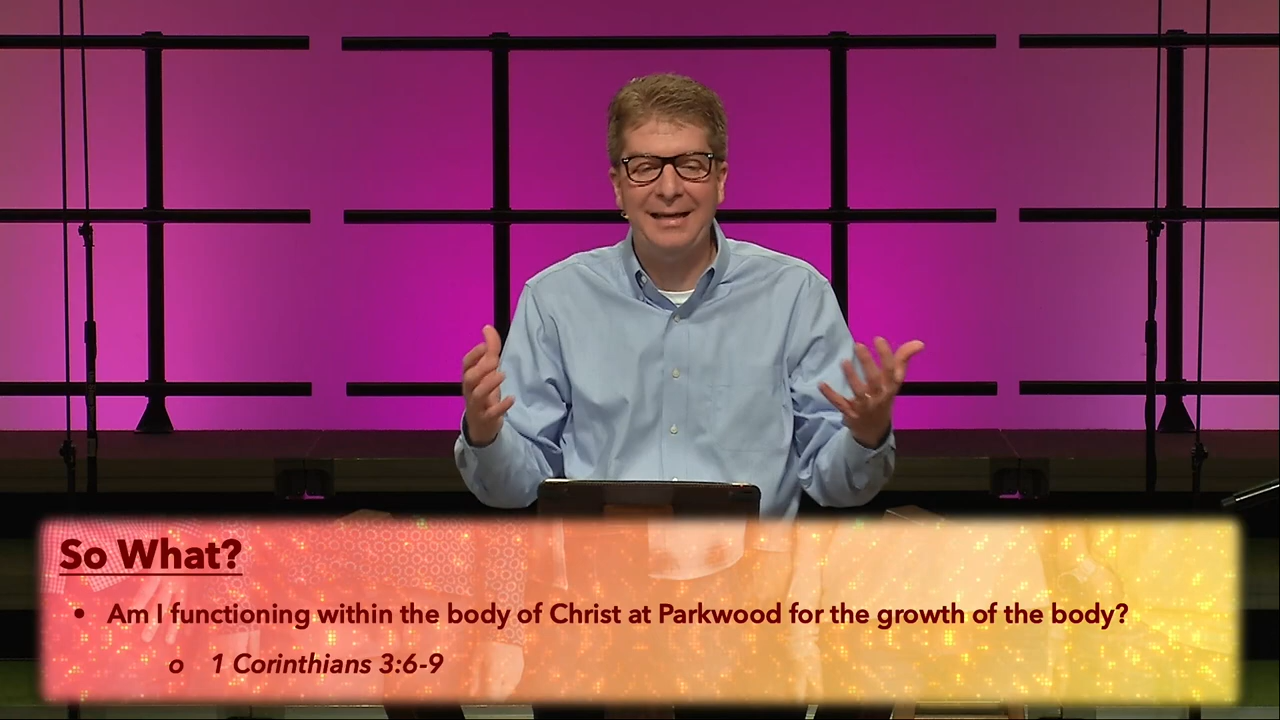 So What?
• Am I functioning within the body of Christ at Parkwood for the growth of the body?
o 1 Corinthians 3:6-9